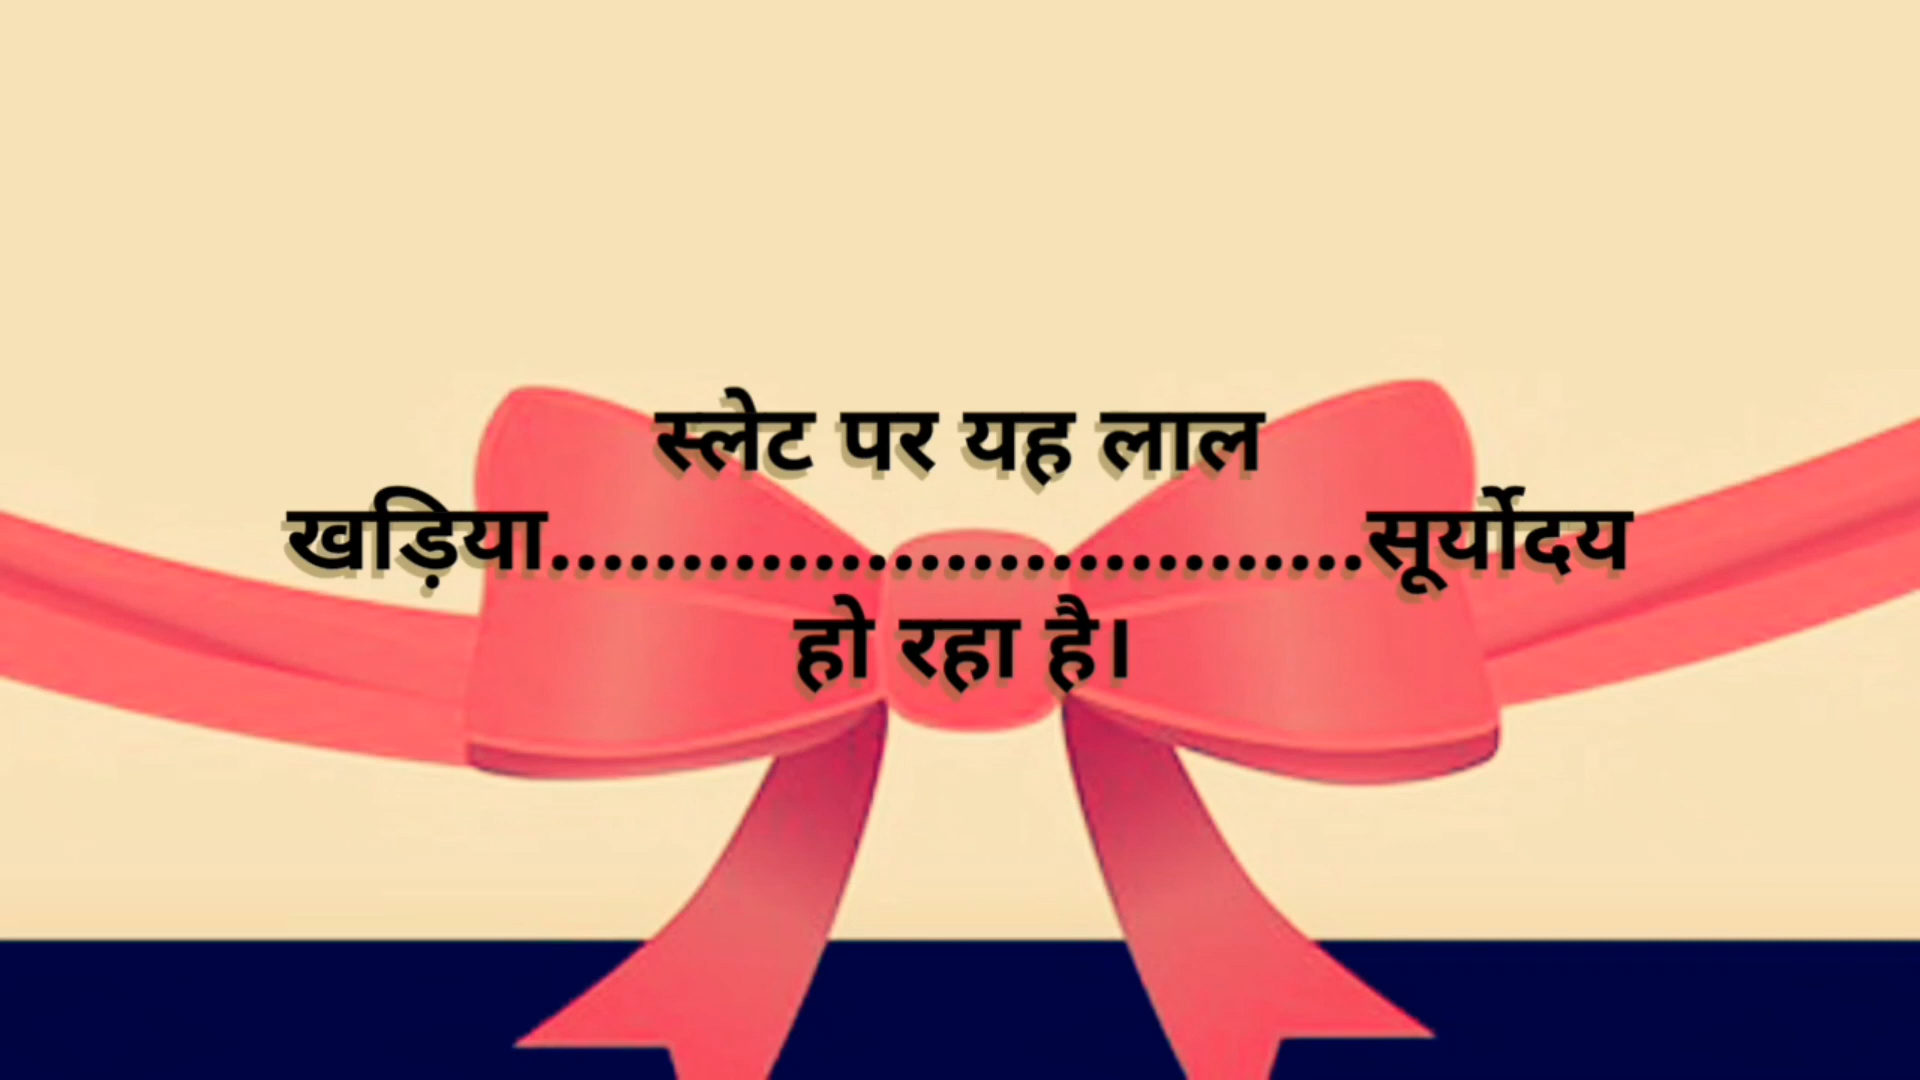 स्लेट पर यह लाल
खड़िया...............................सूर्योदय
हो रहा है।